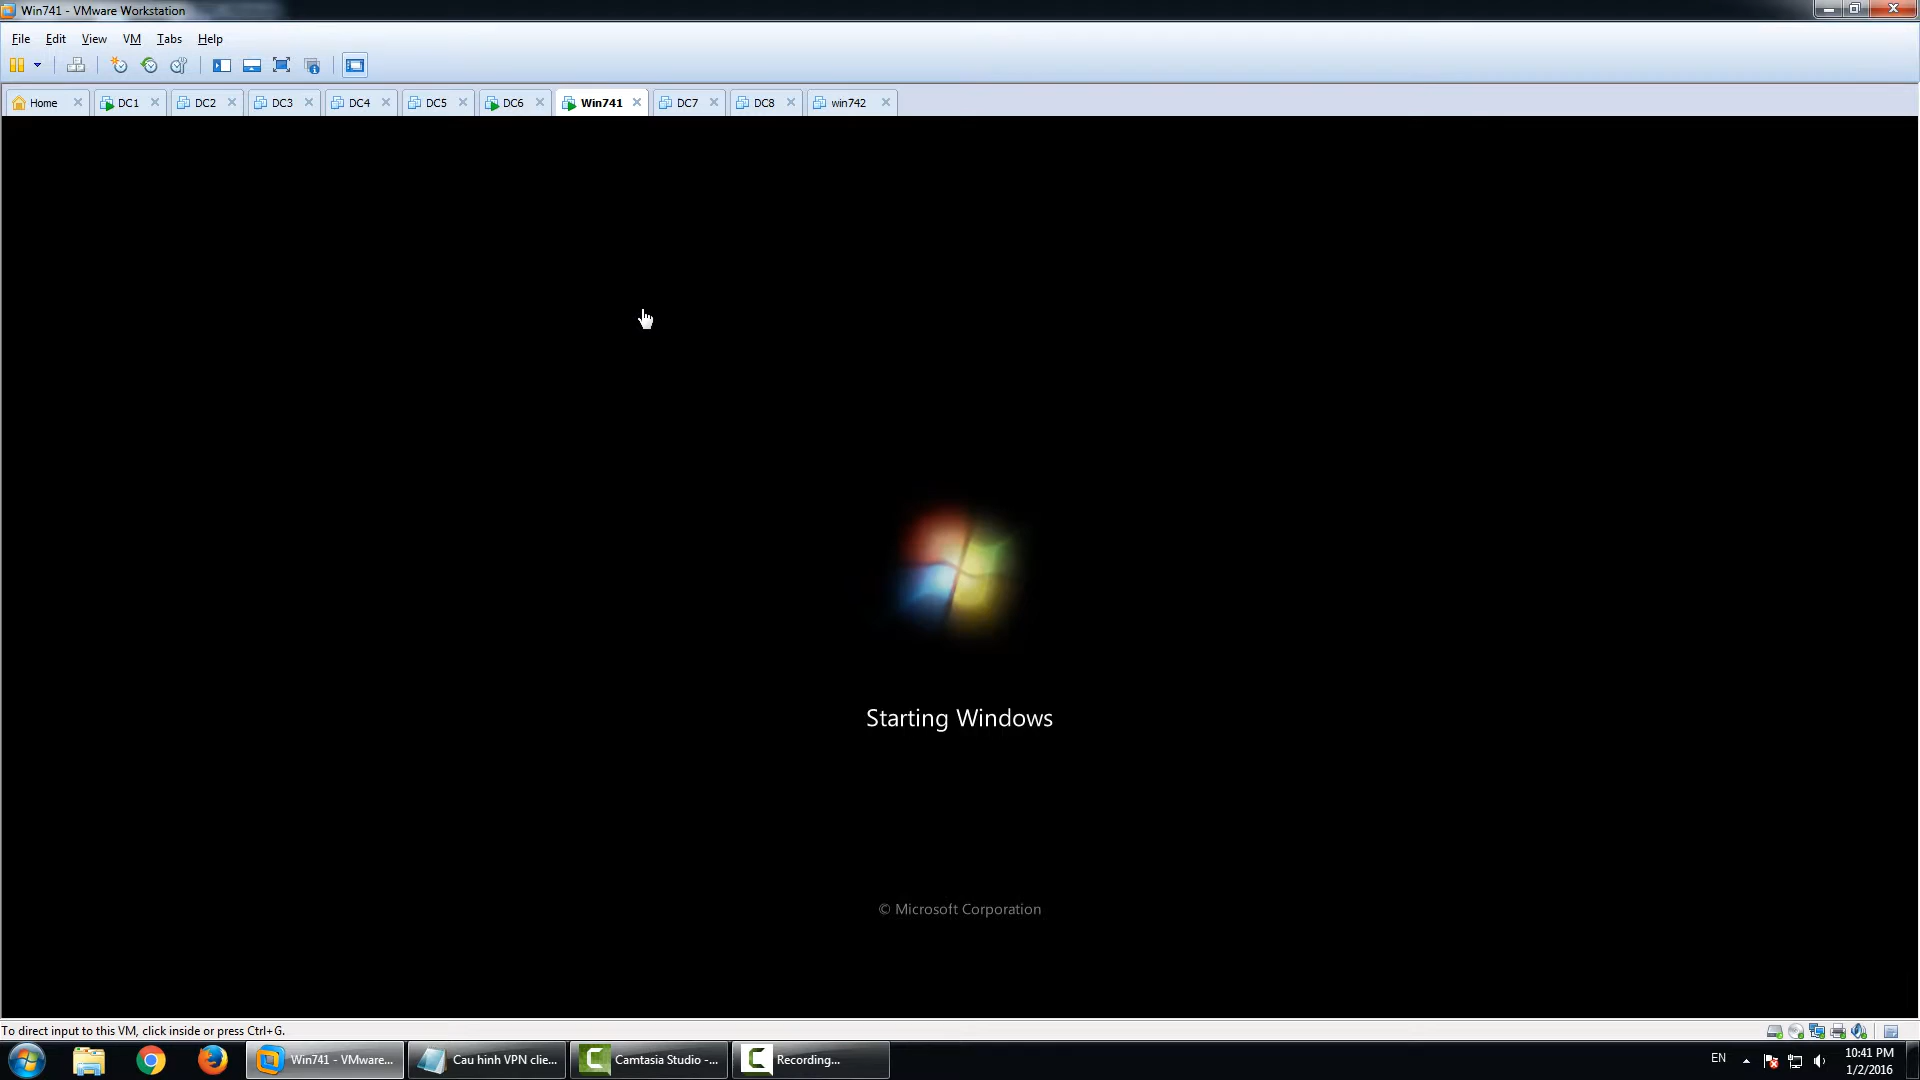 Win741 - VMware Workstation
File Edit View VM Tabs Help
Home DC1 DC2 DC3 DC4 DC5 DC6 Win741 DC7 DC8 win742
Starting Windows
© Microsoft Corporation
To direct input to this VM, click inside or press Ctrl+G.
Win741 - VMware... Cau hinh VPN clie... Camtasia Studio -... Recording... EN 10:41 PM
1/2/2016